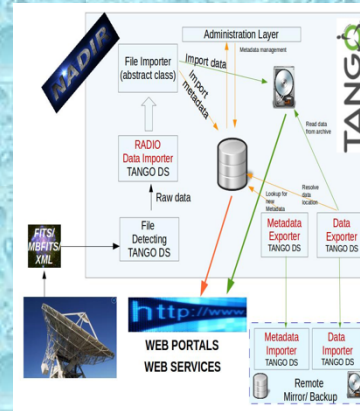 NADIR
TANGO
Administration Layer
Metadata management
File Importer
(abstract class)
Import data
Import
metadata
Read data
from archive
RADIO
Data Importer
TANGO DS
Raw data
Lookup for
new
Metadata
Resolve
data
location
File
Detecting
TANGO DS
Metadata
Exporter
TANGO DS
Data
Exporter
TANGO DS
FITS/
MBFITS/
XML
http://www
WEB PORTALS
WEB SERVICES
Metadata
Importer
TANGO DS
Data
Importer
TANGO DS
Remote
Mirror/ Backup